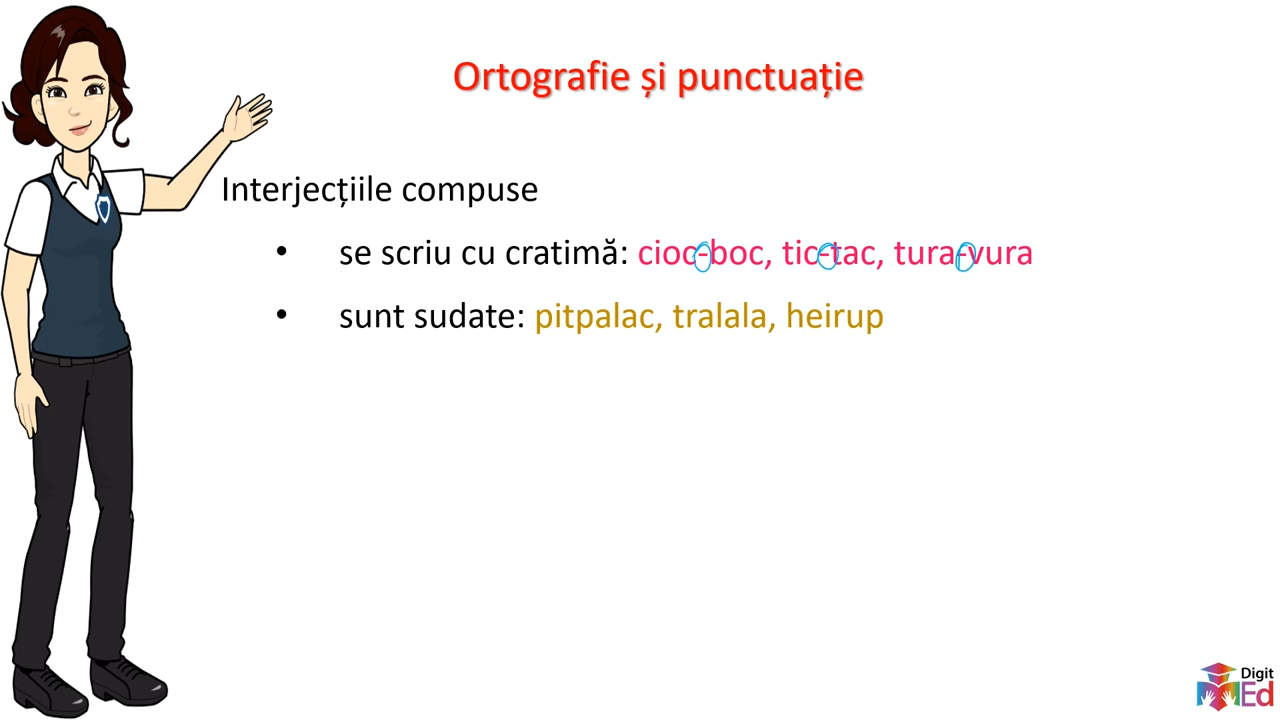 Ortografie și punctuație
Interjecțiile compuse
• se scriu cu cratimă: cioc-boc, tic-tac, tura-vura
• sunt sudate: pitpalac, tralala, heirup
Digit
Ed